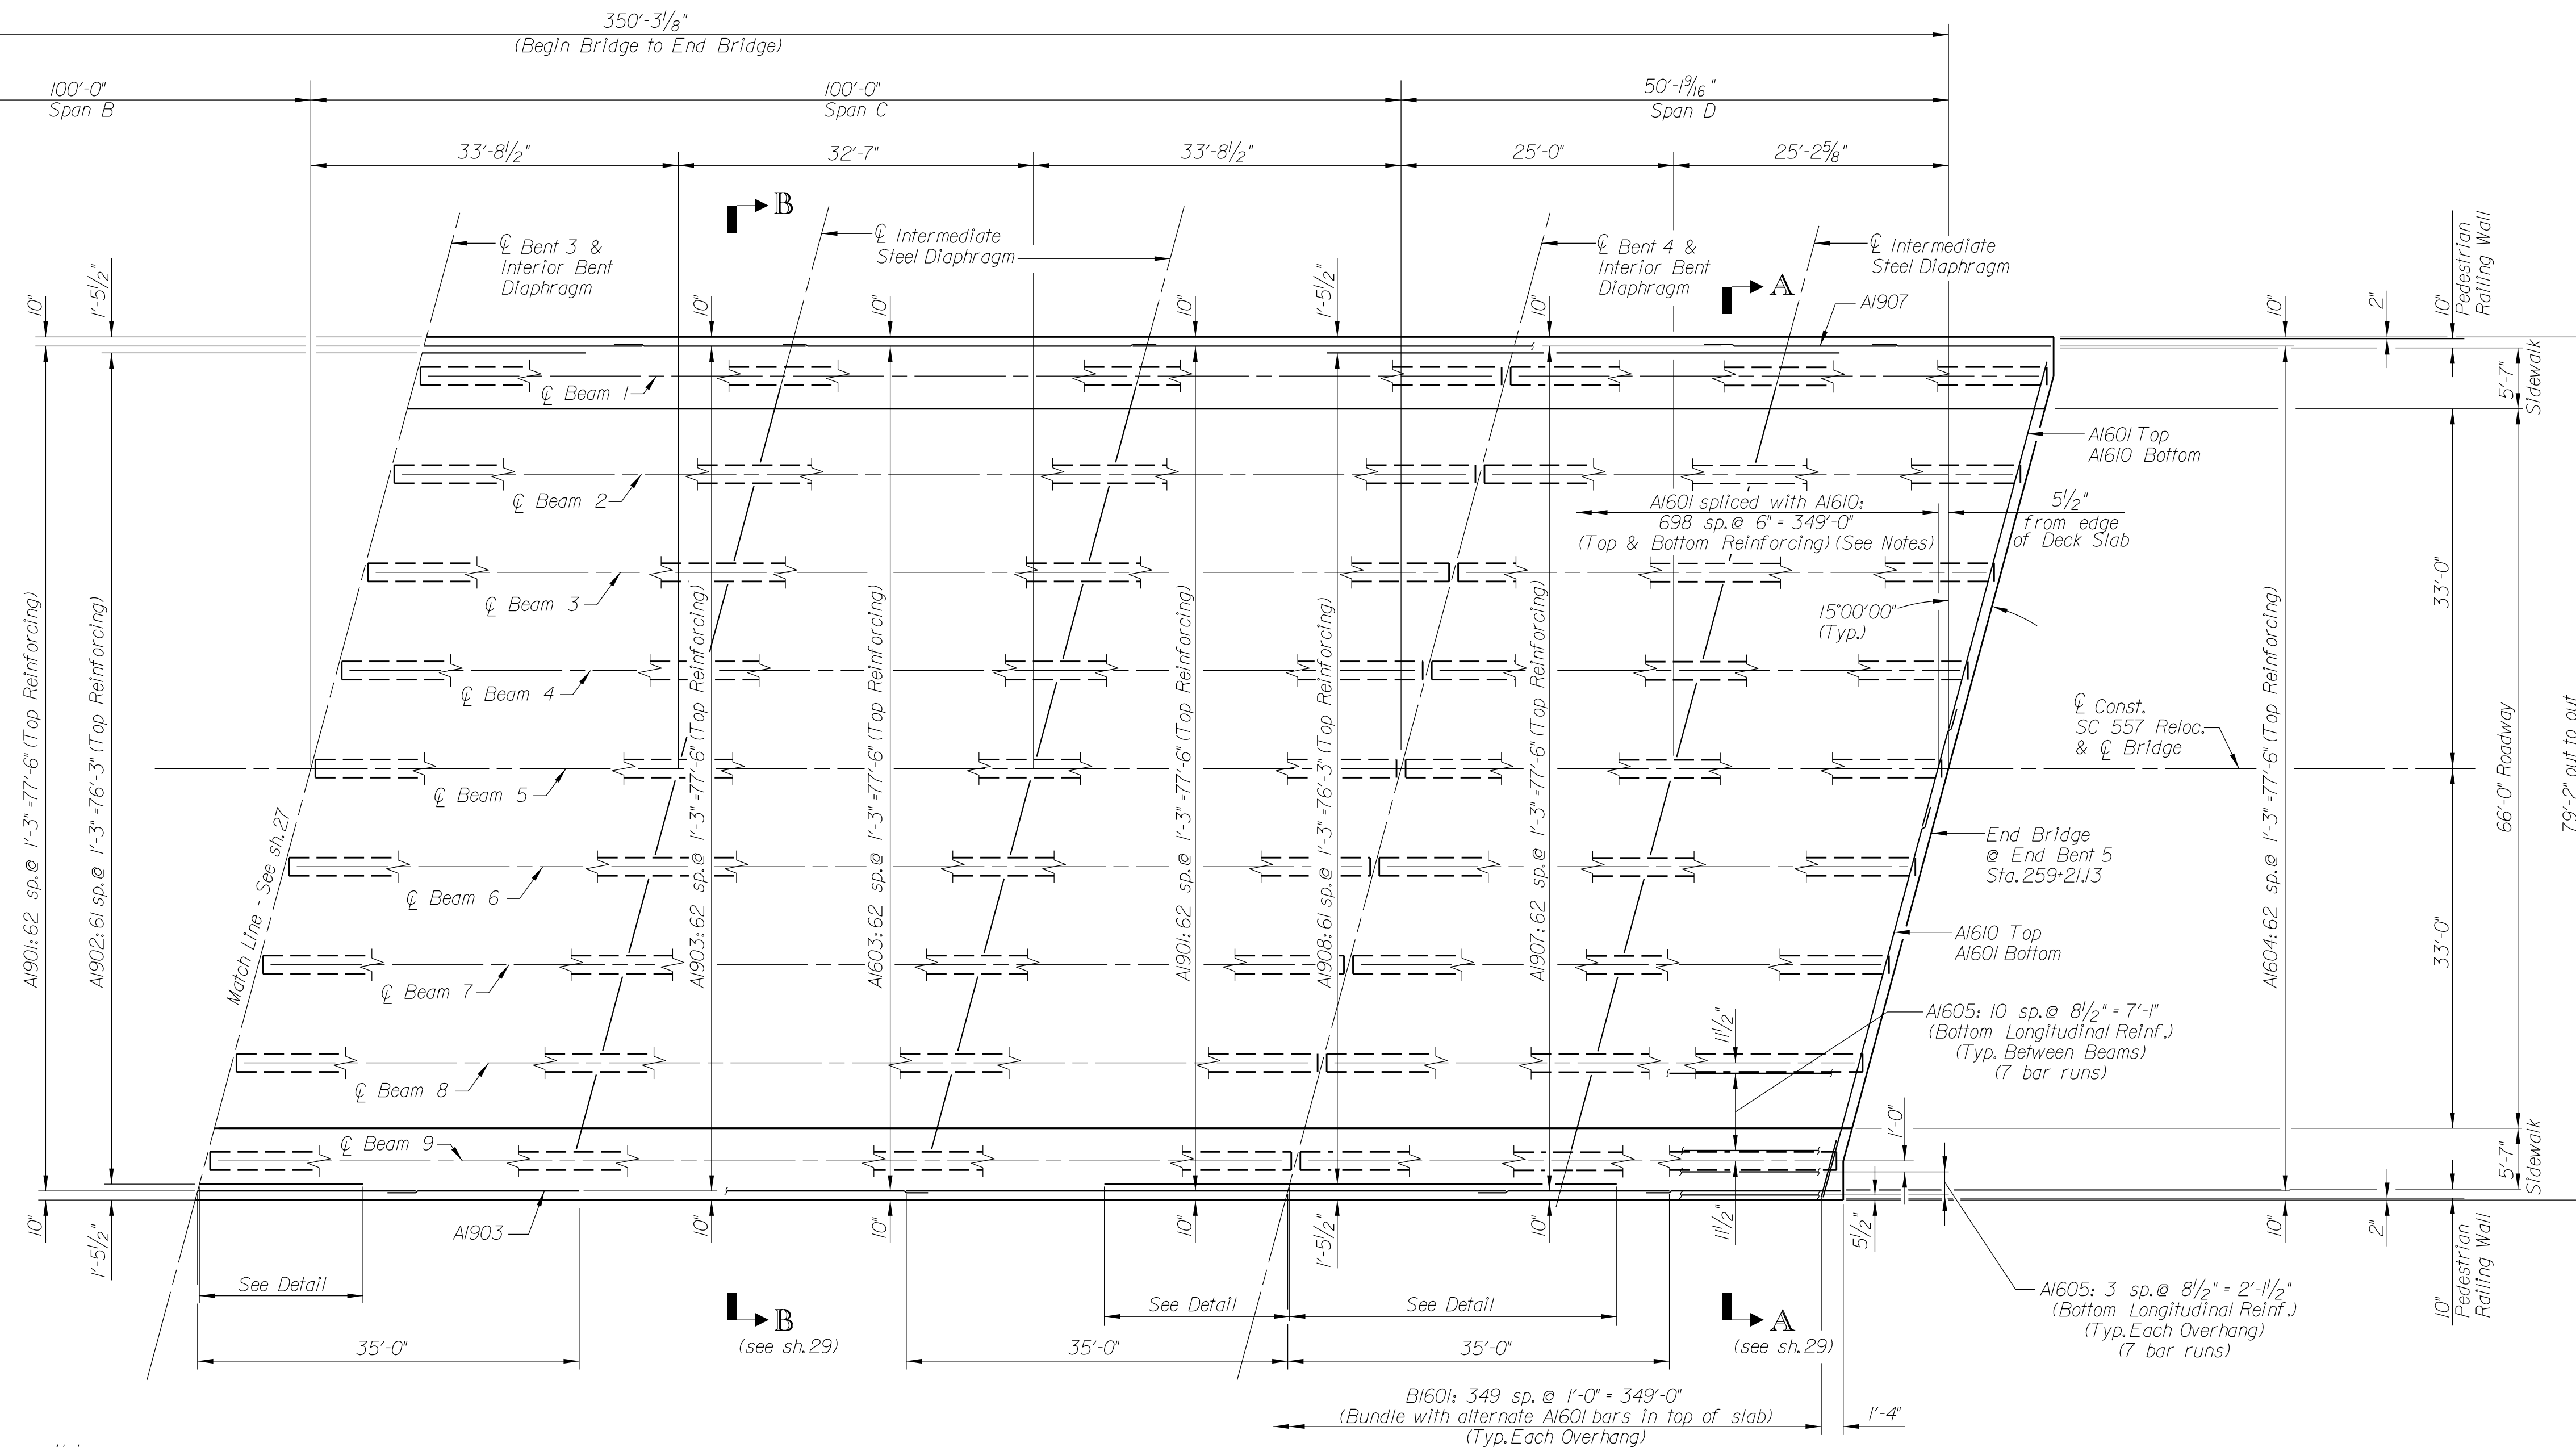 350'-3 1/8"
(Begin Bridge to End Bridge)
100'-0"
Span B
100'-0"
Span C
50'-1 9/16"
Span D
33'-8 1/2"
32'-7"
33'-8 1/2"
25'-0"
25'-2 5/8"
B
A
℄ Bent 3 &
Interior Bent
Diaphragm
℄ Intermediate
Steel Diaphragm
℄ Bent 4 &
Interior Bent
Diaphragm
℄ Intermediate
Steel Diaphragm
A1907
10"
1'-5 1/2"
10"
10"
10"
1'-5 1/2"
10"
10"
2"
10"
Pedestrian
Railing Wall
5'-7"
Sidewalk
℄ Beam 1
℄ Beam 2
℄ Beam 3
℄ Beam 4
℄ Beam 5
℄ Beam 6
℄ Beam 7
℄ Beam 8
℄ Beam 9
A1601 Top
A1610 Bottom
A1601 spliced with A1610:
698 sp.@ 6" = 349'-0"
(Top & Bottom Reinforcing) (See Notes)
5 1/2"
from edge
of Deck Slab
15°00'00"
(Typ.)
℄ Const.
SC 557 Reloc.
& ℄ Bridge
33'-0"
33'-0"
66'-0" Roadway
79'-2" out to out
A1901: 62 sp.@ 1'-3" =77'-6" (Top Reinforcing)
A1902: 61 sp.@ 1'-3" =76'-3" (Top Reinforcing)
A1903: 62 sp.@ 1'-3" =77'-6" (Top Reinforcing)
A1603: 62 sp.@ 1'-3" =77'-6" (Top Reinforcing)
A1901: 62 sp.@ 1'-3" =77'-6" (Top Reinforcing)
A1908: 61 sp.@ 1'-3" =76'-3" (Top Reinforcing)
A1907: 62 sp.@ 1'-3" =77'-6" (Top Reinforcing)
A1604: 62 sp.@ 1'-3" =77'-6" (Top Reinforcing)
Match Line - See sh.27
End Bridge
@ End Bent 5
Sta.259+21.13
A1610 Top
A1601 Bottom
A1605: 10 sp.@ 8 1/2" = 7'-1"
(Bottom Longitudinal Reinf.)
(Typ. Between Beams)
(7 bar runs)
11 1/2"
11 1/2"
1'-0"
5 1/2"
5'-7"
Sidewalk
10"
1'-5 1/2"
10"
10"
10"
1'-5 1/2"
10"
10"
2"
10"
Pedestrian
Railing Wall
A1903
A1605: 3 sp.@ 8 1/2" = 2'-1 1/2"
(Bottom Longitudinal Reinf.)
(Typ.Each Overhang)
(7 bar runs)
See Detail
See Detail
See Detail
B
(see sh.29)
A
(see sh.29)
35'-0"
35'-0"
35'-0"
B1601: 349 sp. @ 1'-0" = 349'-0"
(Bundle with alternate A1601 bars in top of slab)
(Typ.Each Overhang)
1'-4"